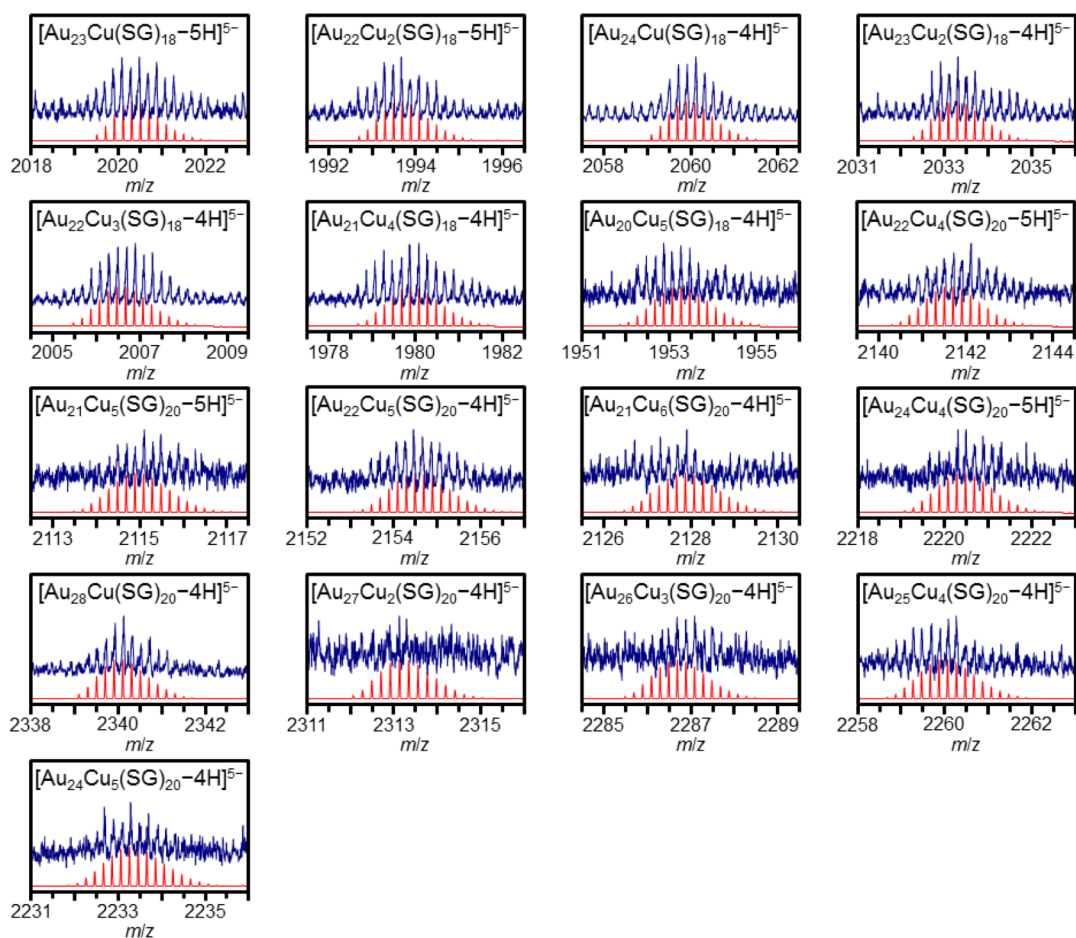 [Au₂₃Cu(SG)₁₈−5H]⁵⁻ [Au₂₂Cu₂(SG)₁₈−5H]⁵⁻ [Au₂₄Cu(SG)₁₈−4H]⁵⁻ [Au₂₃Cu₂(SG)₁₈−4H]⁵⁻
2018 2020 2022 1992 1994 1996 2058 2060 2062 2031 2033 2035
m/z m/z m/z m/z
[Au₂₂Cu₃(SG)₁₈−4H]⁵⁻ [Au₂₁Cu₄(SG)₁₈−4H]⁵⁻ [Au₂₀Cu₅(SG)₁₈−4H]⁵⁻ [Au₂₂Cu₄(SG)₂₀−5H]⁵⁻
2005 2007 2009 1978 1980 1982 1951 1953 1955 2140 2142 2144
m/z m/z m/z m/z
[Au₂₁Cu₅(SG)₂₀−5H]⁵⁻ [Au₂₂Cu₅(SG)₂₀−4H]⁵⁻ [Au₂₁Cu₆(SG)₂₀−4H]⁵⁻ [Au₂₄Cu₄(SG)₂₀−5H]⁵⁻
2113 2115 2117 2152 2154 2156 2126 2128 2130 2218 2220 2222
m/z m/z m/z m/z
[Au₂₈Cu(SG)₂₀−4H]⁵⁻ [Au₂₇Cu₂(SG)₂₀−4H]⁵⁻ [Au₂₆Cu₃(SG)₂₀−4H]⁵⁻ [Au₂₅Cu₄(SG)₂₀−4H]⁵⁻
2338 2340 2342 2311 2313 2315 2285 2287 2289 2258 2260 2262
m/z m/z m/z m/z
[Au₂₄Cu₅(SG)₂₀−4H]⁵⁻
2231 2233 2235
m/z